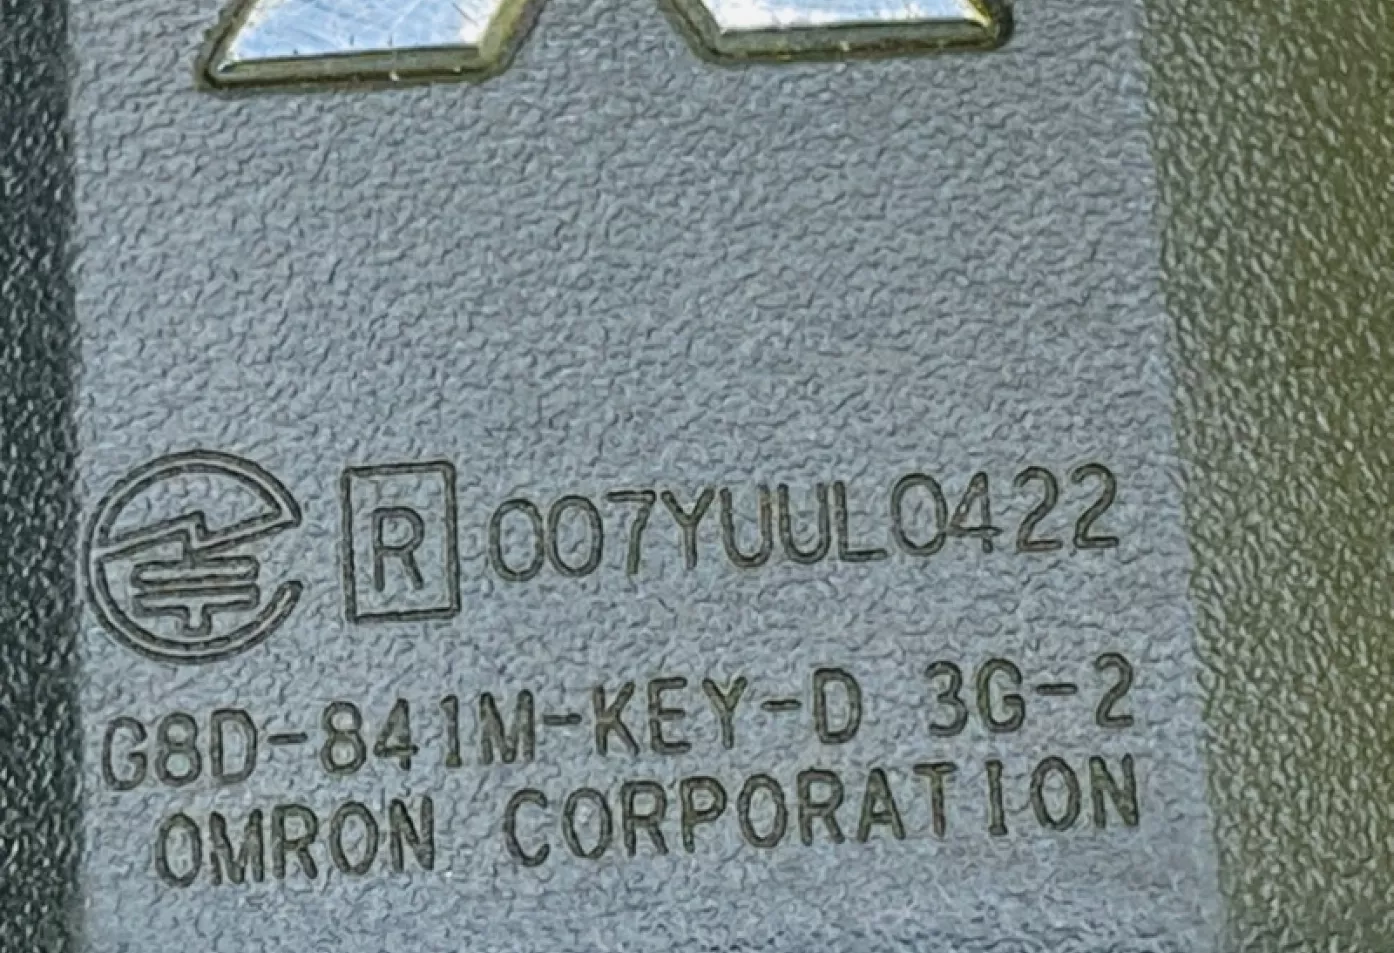 R 007YUUL0422
G8D-841M-KEY-D 3G-2
OMRON CORPORATION